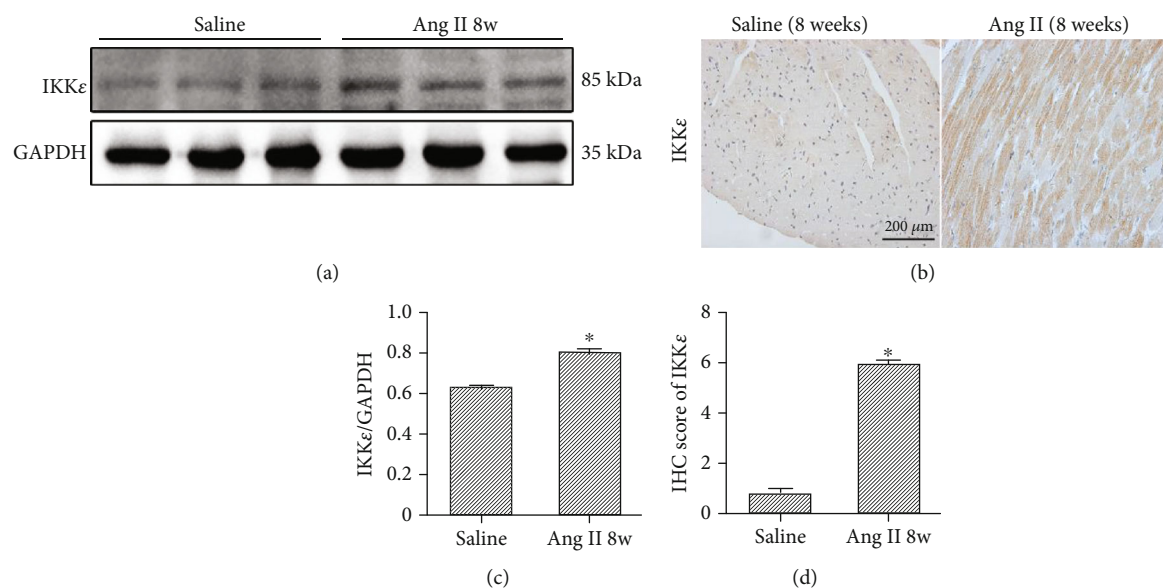 Saline Ang II 8w
IKKε 85 kDa
GAPDH 35 kDa
(a)
Saline (8 weeks) Ang II (8 weeks)
IKKε
200 μm
(b)
IKKε/GAPDH
1.0
0.8
0.6
0.4
0.2
0
*
Saline Ang II 8w
(c)
IHC score of IKKε
8
6
4
2
0
*
Saline Ang II 8w
(d)